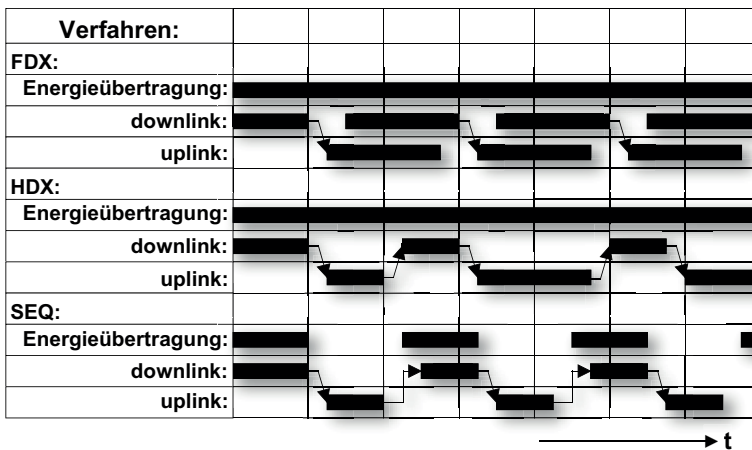 Verfahren:
FDX:
Energieübertragung:
downlink:
uplink:
HDX:
Energieübertragung:
downlink:
uplink:
SEQ:
Energieübertragung:
downlink:
uplink:
t